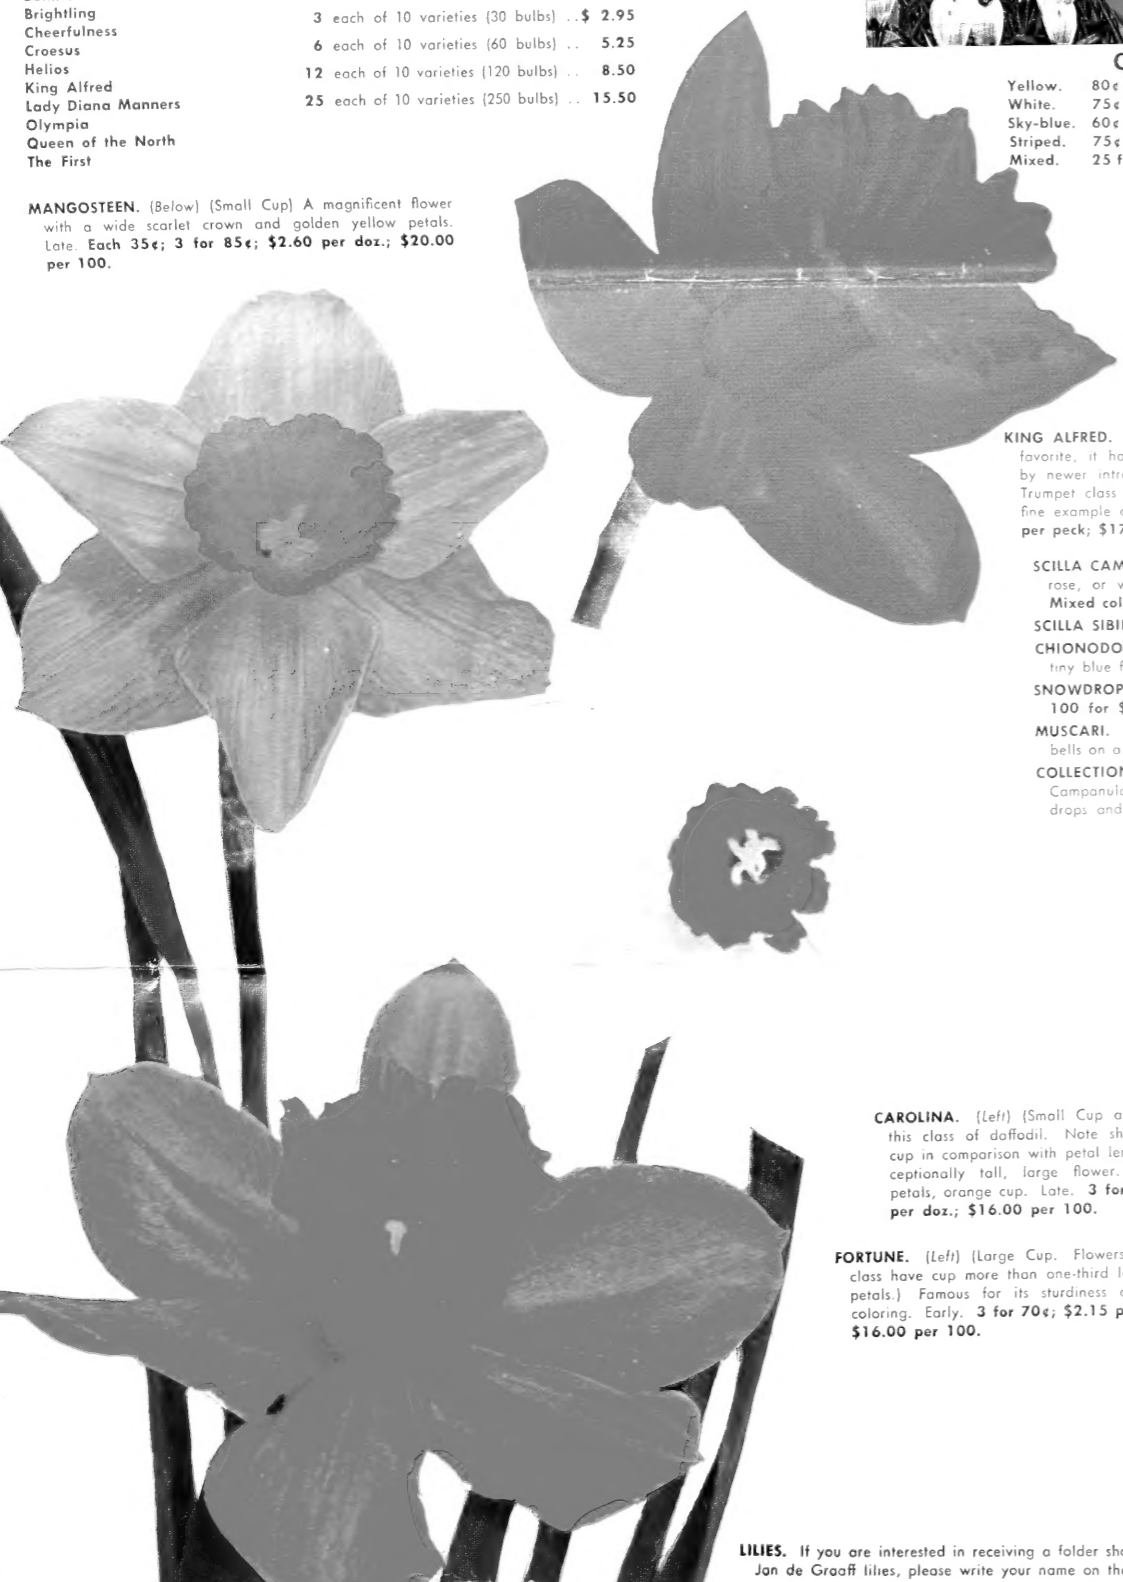 Brightling
Cheerfulness
Croesus
Helios
King Alfred
Lady Diana Manners
Olympia
Queen of the North
The First
3 each of 10 varieties (30 bulbs) ..$ 2.95
6 each of 10 varieties (60 bulbs) .. 5.25
12 each of 10 varieties (120 bulbs) .. 8.50
25 each of 10 varieties (250 bulbs) .. 15.50
Yellow. 80¢
White. 75¢
Sky-blue. 60¢
Striped. 75¢
Mixed. 25 f
MANGOSTEEN. (Below) (Small Cup) A magnificent flower
with a wide scarlet crown and golden yellow petals.
Late. Each 35¢; 3 for 85¢; $2.60 per doz.; $20.00
per 100.
KING ALFRED.
favorite, it ha
by newer intr
Trumpet class
fine example
per peck; $17
SCILLA CAM
rose, or v
Mixed col
SCILLA SIBI
CHIONODO
tiny blue f
SNOWDROP
100 for $
MUSCARI.
bells on a
COLLECTION
Campanula
drops and
CAROLINA. (Left) (Small Cup a
this class of daffodil. Note sh
cup in comparison with petal le
ceptionally tall, large flower.
petals, orange cup. Late. 3 for
per doz.; $16.00 per 100.
FORTUNE. (Left) (Large Cup. Flowers
class have cup more than one-third l
petals.) Famous for its sturdiness
coloring. Early. 3 for 70¢; $2.15 p
$16.00 per 100.
LILIES. If you are interested in receiving a folder sho
Jan de Graaff lilies, please write your name on the